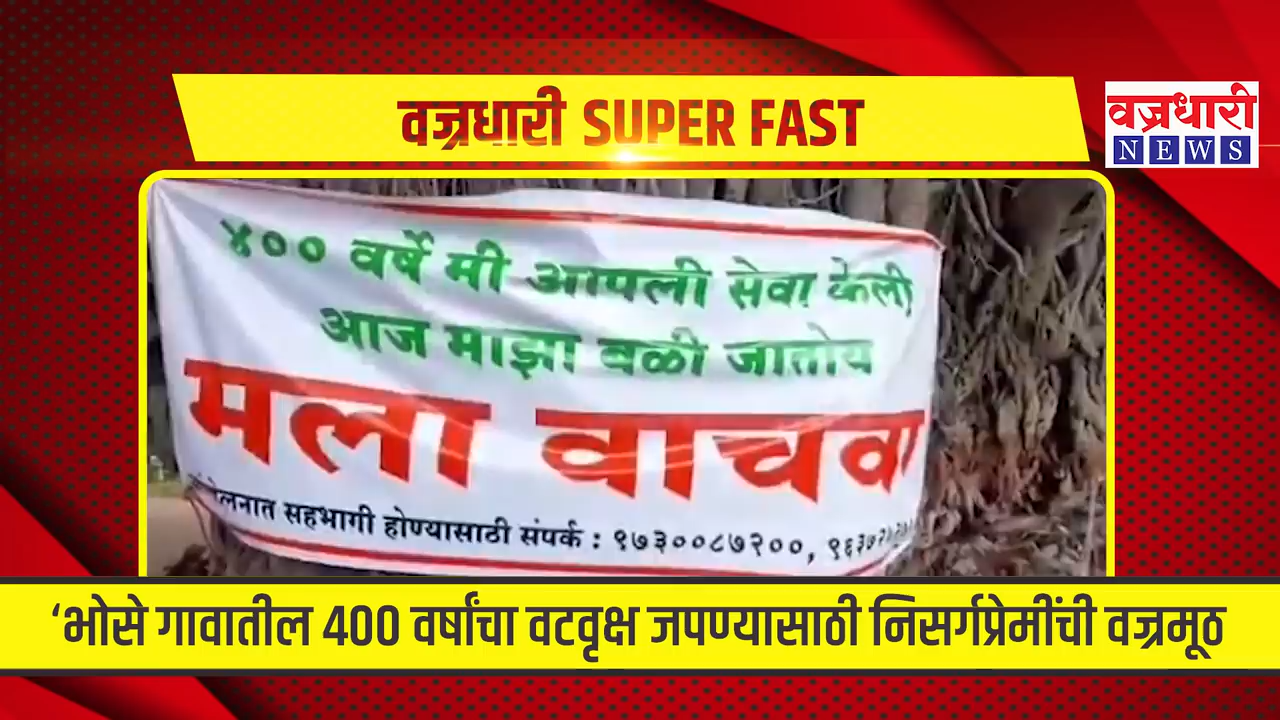 वज्रधारी SUPER FAST
वज्रधारी
NEWS
४०० वर्षे मी आपली सेवा केली,
आज माझा बळी जातोय
मला वाचवा
सहभागी होण्यासाठी संपर्क : ९७३००८७२००,
‘भोसे गावातील 400 वर्षांचा वटवृक्ष जपण्यासाठी निसर्गप्रेमींची वज्रमूठ